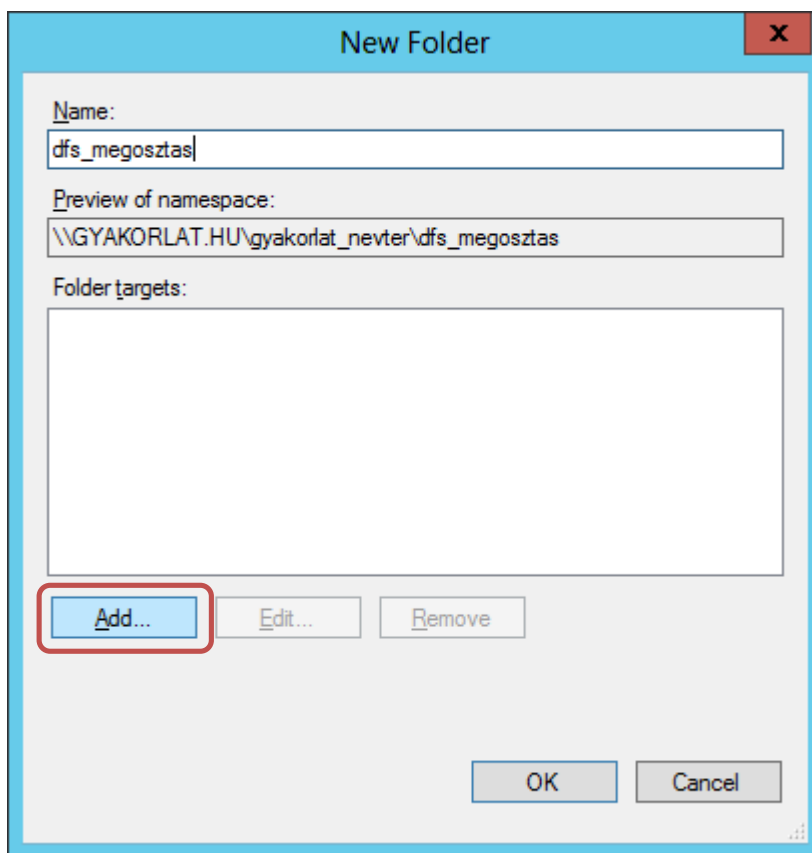 New Folder
x
Name:
dfs_megosztas
Preview of namespace:
\\GYAKORLAT.HU\gyakorlat_nevter\dfs_megosztas
Folder targets:
Add... Edit... Remove
OK Cancel